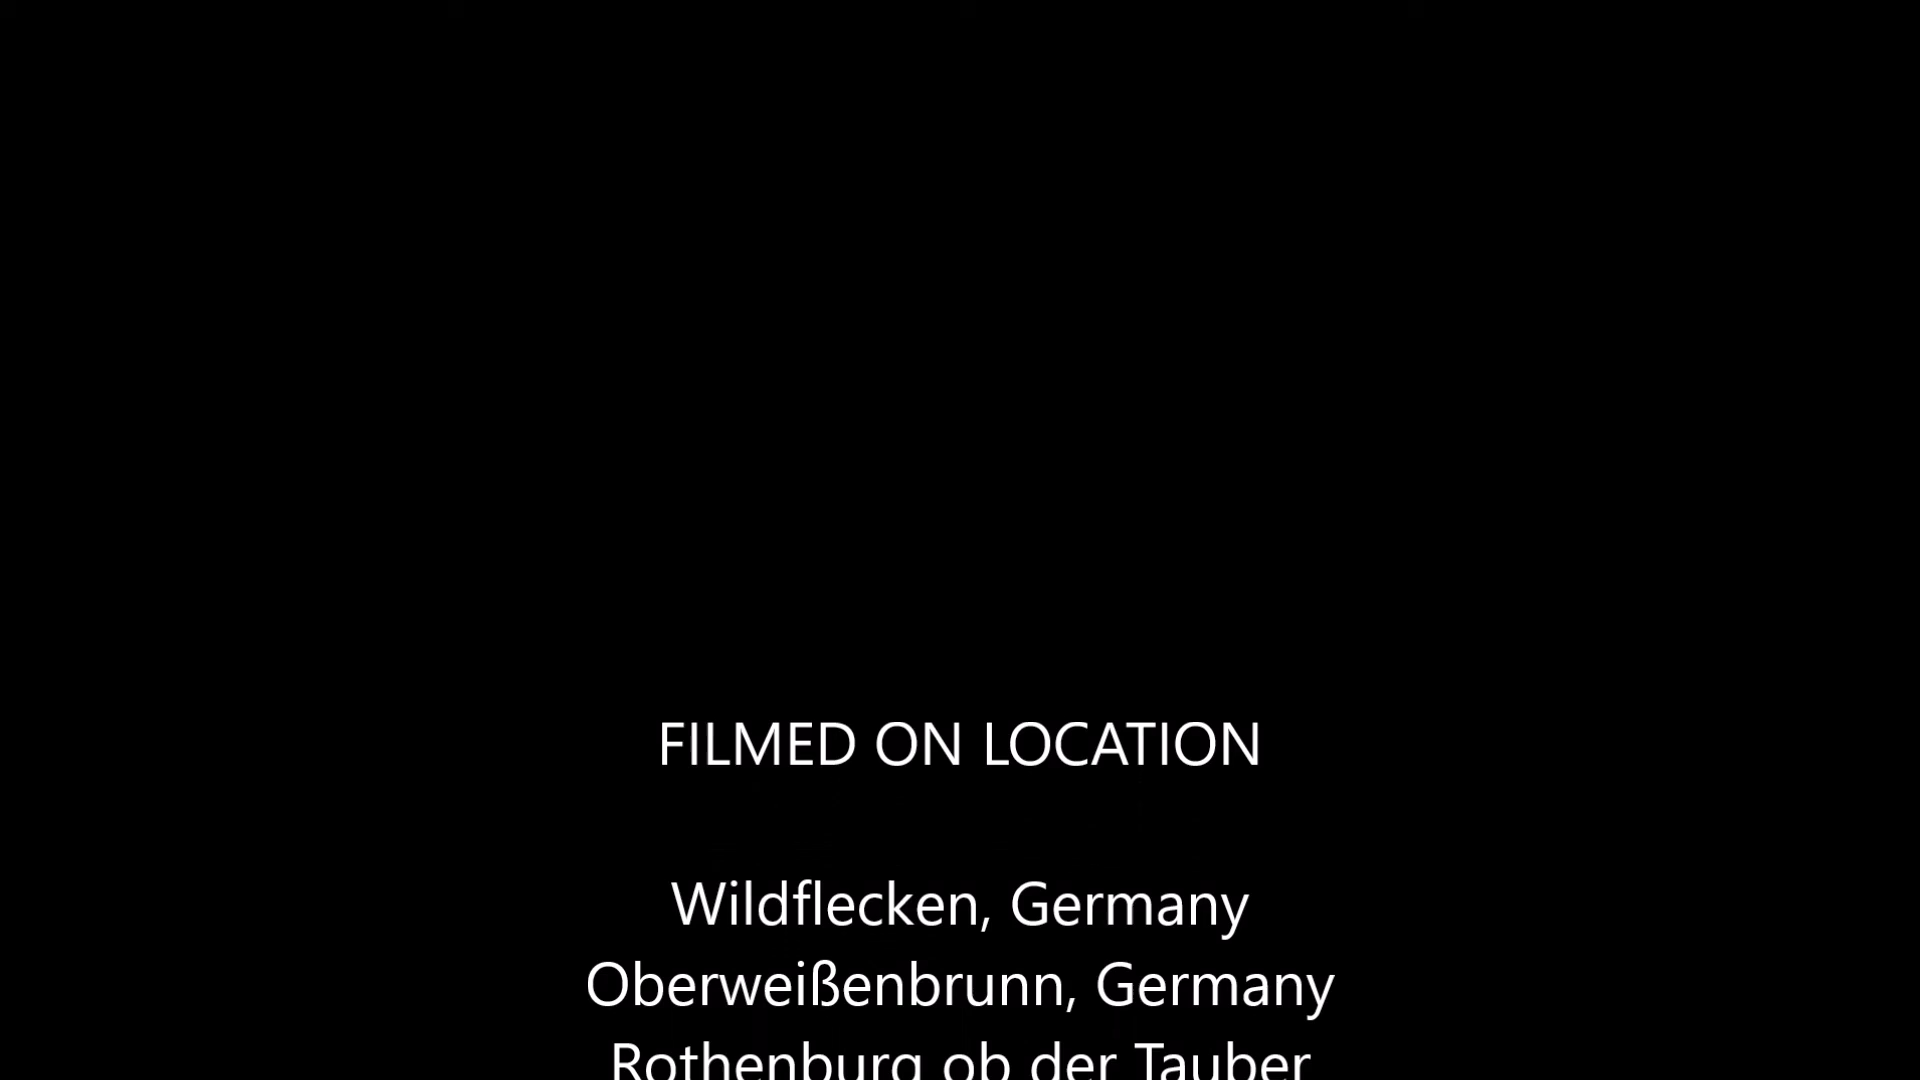 FILMED ON LOCATION
Wildflecken, Germany
Oberweißenbrunn, Germany
Rothenburg ob der Tauber